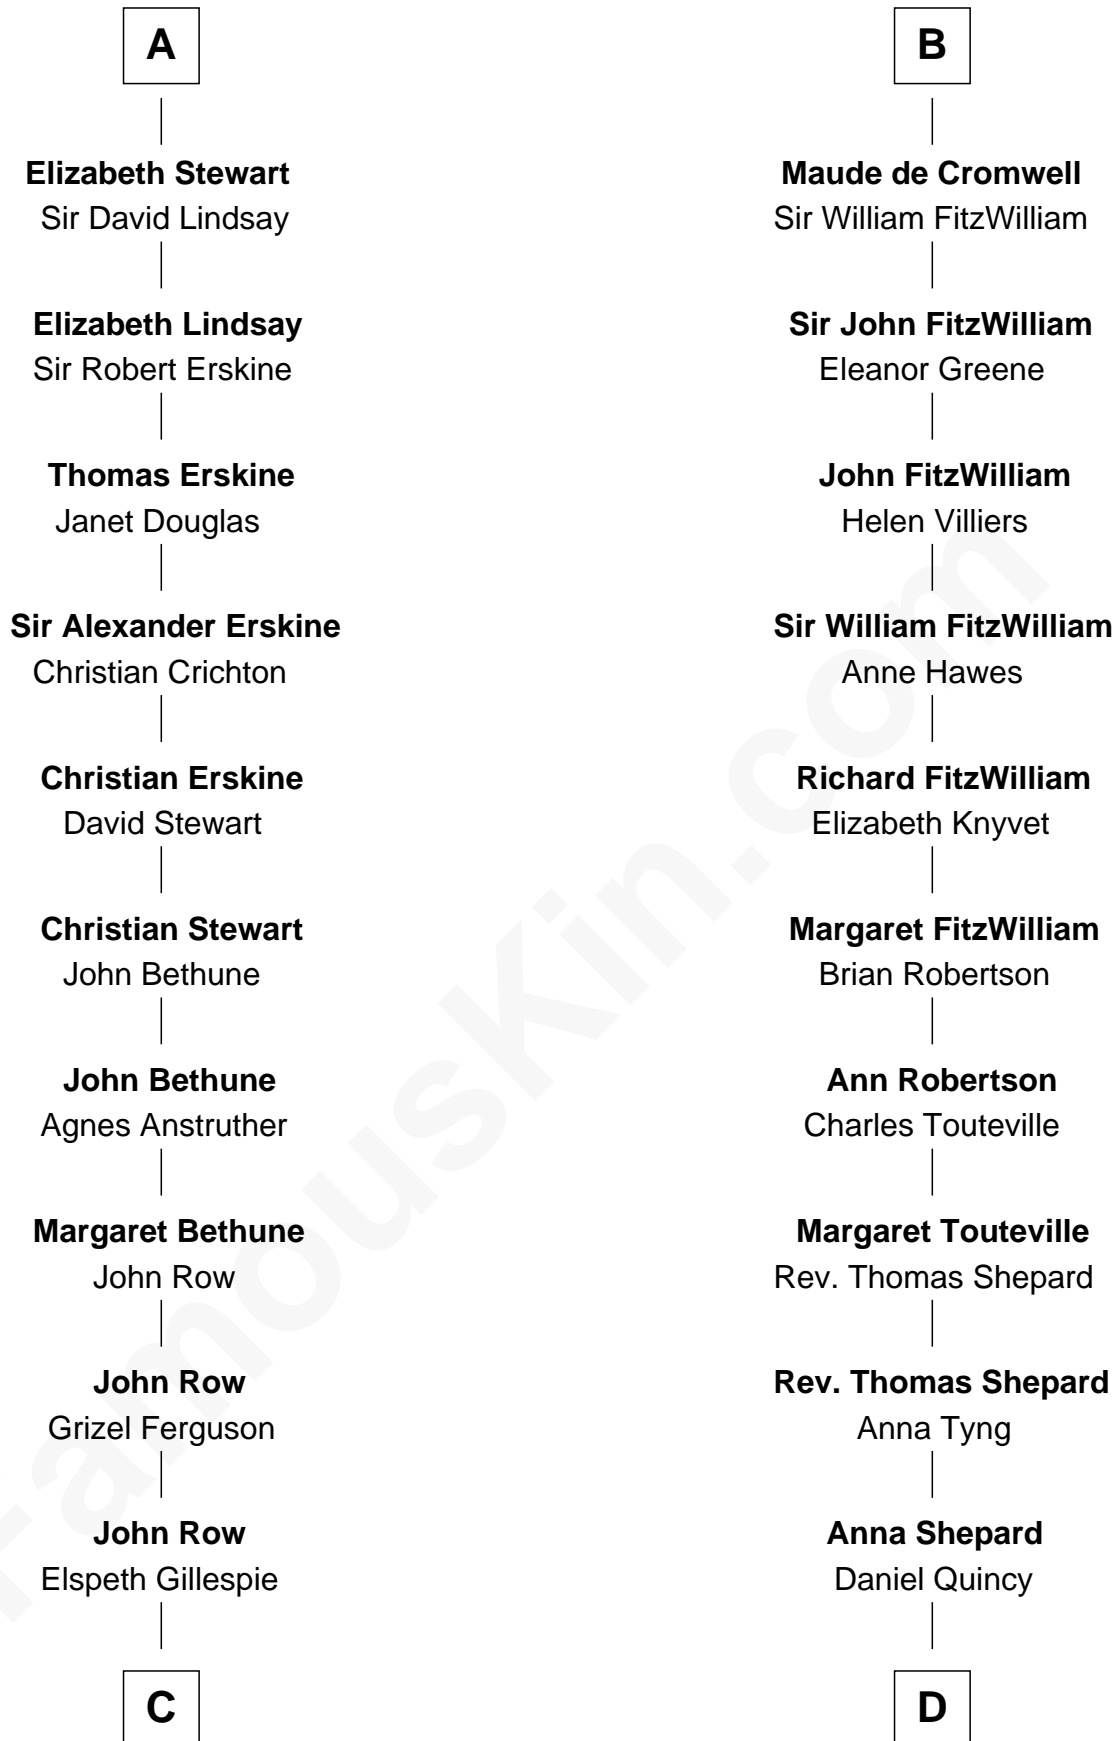 A
Elizabeth Stewart
Sir David Lindsay
Elizabeth Lindsay
Sir Robert Erskine
Thomas Erskine
Janet Douglas
Sir Alexander Erskine
Christian Crichton
Christian Erskine
David Stewart
Christian Stewart
John Bethune
John Bethune
Agnes Anstruther
Margaret Bethune
John Row
John Row
Grizel Ferguson
John Row
Elspeth Gillespie
C
B
Maude de Cromwell
Sir William FitzWilliam
Sir John FitzWilliam
Eleanor Greene
John FitzWilliam
Helen Villiers
Sir William FitzWilliam
Anne Hawes
Richard FitzWilliam
Elizabeth Knyvet
Margaret FitzWilliam
Brian Robertson
Ann Robertson
Charles Touteville
Margaret Touteville
Rev. Thomas Shepard
Rev. Thomas Shepard
Anna Tyng
Anna Shepard
Daniel Quincy
D
FamousKin.com